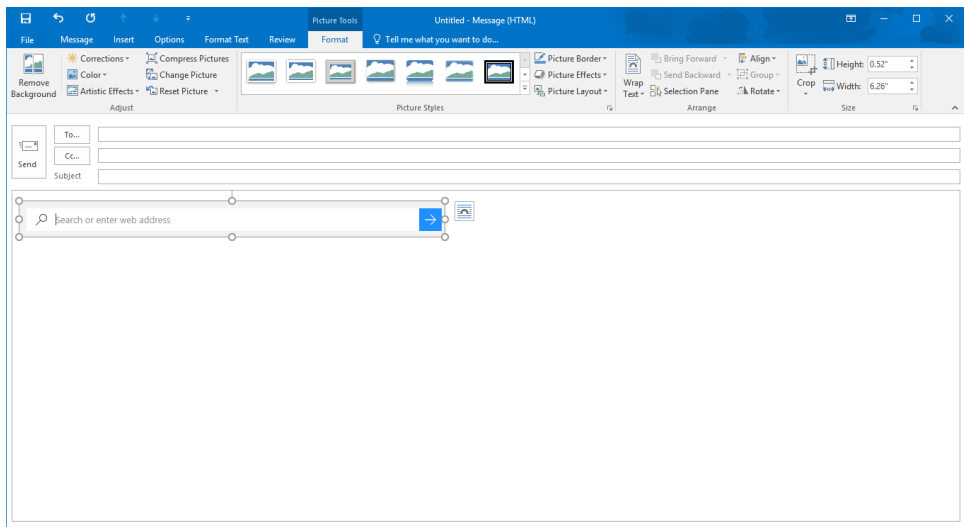 Picture Tools
Untitled - Message (HTML)
File Message Insert Options Format Text Review Format Tell me what you want to do...
Remove Background
Corrections
Color
Artistic Effects
Compress Pictures
Change Picture
Reset Picture
Adjust
Picture Styles
Picture Border
Picture Effects
Picture Layout
Wrap Text
Bring Forward
Send Backward
Selection Pane
Align
Group
Rotate
Arrange
Crop
Height: 0.52"
Width: 6.26"
Size
Send
To...
Cc...
Subject
Search or enter web address